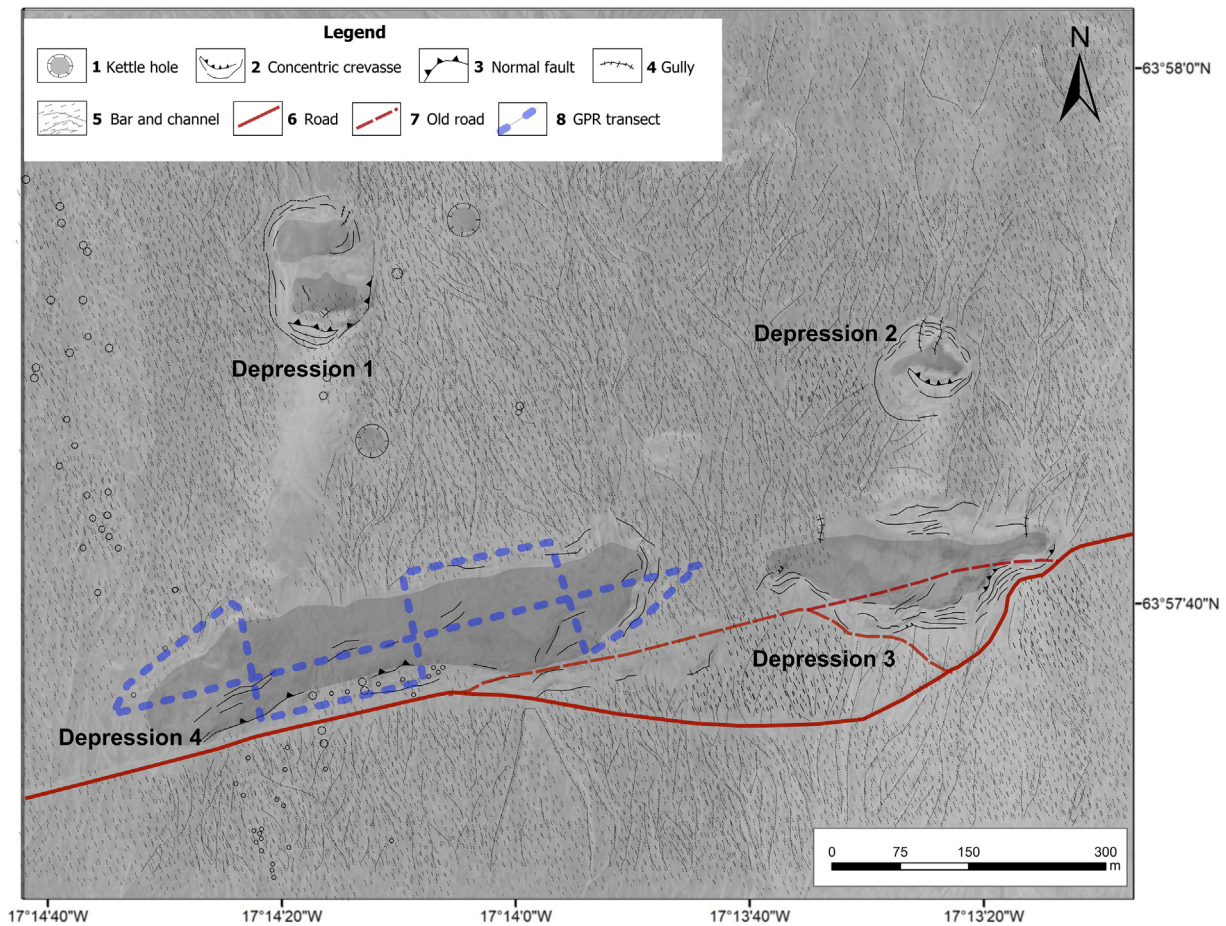 Legend
1 Kettle hole 2 Concentric crevasse 3 Normal fault 4 Gully
5 Bar and channel 6 Road 7 Old road 8 GPR transect
N
63°58'0"N
Depression 2
Depression 1
63°57'40"N
Depression 3
Depression 4
0 75 150 300
m
17°14'40"W 17°14'20"W 17°14'0"W 17°13'40"W 17°13'20"W